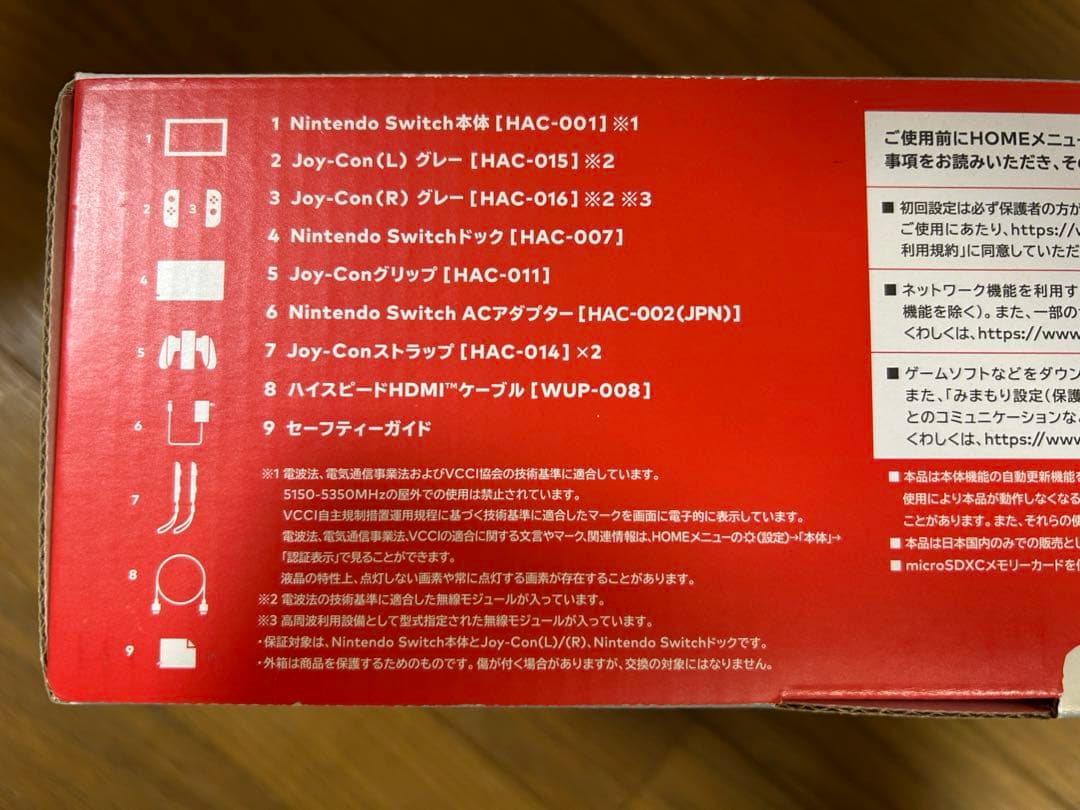 1 Nintendo Switch本体 [HAC-001] ※1
2 Joy-Con(L) グレー [HAC-015] ※2
3 Joy-Con(R) グレー [HAC-016] ※2 ※3
4 Nintendo Switchドック [HAC-007]
5 Joy-Conグリップ [HAC-011]
6 Nintendo Switch ACアダプター [HAC-002(JPN)]
7 Joy-Conストラップ [HAC-014] ×2
8 ハイスピードHDMI™ケーブル [WUP-008]
9 セーフティーガイド
※1 電波法、電気通信事業法およびVCCI協会の技術基準に適合しています。
5150-5350MHzの屋外での使用は禁止されています。
VCCI自主規制措置運用規程に基づく技術基準に適合したマークを画面に電子的に表示しています。
電波法、電気通信事業法、VCCIの適合に関する文言やマーク、関連情報は、HOMEメニューの(設定)→「本体」→
「認証表示」で見ることができます。
液晶の特性上、点灯しない画素や常に点灯する画素が存在することがあります。
※2 電波法の技術基準に適合した無線モジュールが入っています。
※3 高周波利用設備として型式指定された無線モジュールが入っています。
・保証対象は、Nintendo Switch本体とJoy-Con(L)/(R)、Nintendo Switchドックです。
・外箱は商品を保護するためのものです。傷が付く場合がありますが、交換の対象にはなりません。
1
2 3
4
5
6
7
8
9
ご使用前にHOMEメニュー
事項をお読みいただき、その
■ 初回設定は必ず保護者の方が
ご使用にあたり、https://
利用規約」に同意していただ
■ ネットワーク機能を利用す
機能を除く)。また、一部の
くわしくは、https://www
■ ゲームソフトなどをダウン
また、「みまもり設定(保護
とのコミュニケーションな
くわしくは、https://www
■ 本品は本体機能の自動更新機能を
使用により本品が動作しなくなる
ことがあります。また、それらの使
■ 本品は日本国内のみでの販売と
■ microSDXCメモリーカードを